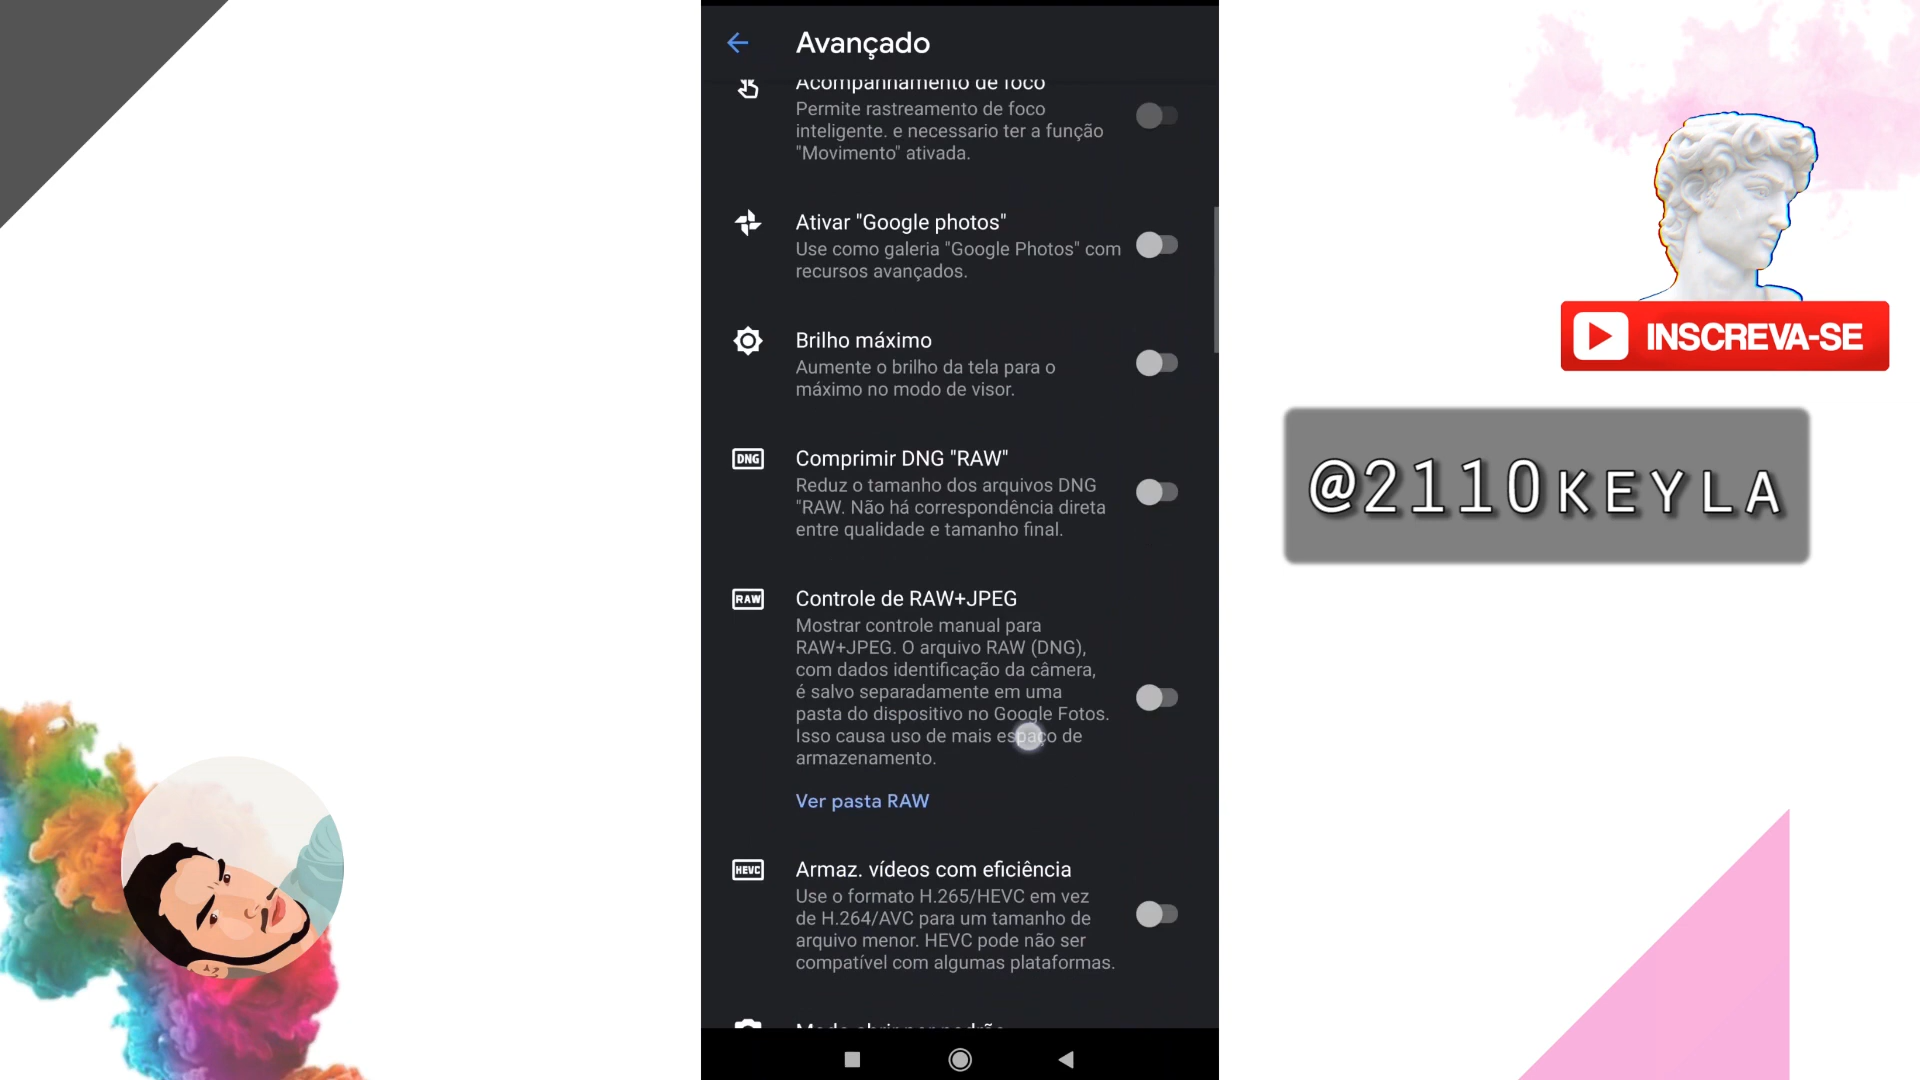 Avançado
Acompanhamento de foco
Permite rastreamento de foco
inteligente. e necessario ter a função
"Movimento" ativada.
Ativar "Google photos"
Use como galeria "Google Photos" com
recursos avançados.
Brilho máximo
Aumente o brilho da tela para o
máximo no modo de visor.
DNG
Comprimir DNG "RAW"
Reduz o tamanho dos arquivos DNG
"RAW. Não há correspondência direta
entre qualidade e tamanho final.
RAW
Controle de RAW+JPEG
Mostrar controle manual para
RAW+JPEG. O arquivo RAW (DNG),
com dados identificação da câmera,
é salvo separadamente em uma
pasta do dispositivo no Google Fotos.
Isso causa uso de mais espaço de
armazenamento.
Ver pasta RAW
HEVC
Armaz. vídeos com eficiência
Use o formato H.265/HEVC em vez
de H.264/AVC para um tamanho de
arquivo menor. HEVC pode não ser
compatível com algumas plataformas.
INSCREVA-SE
@2110KEYLA